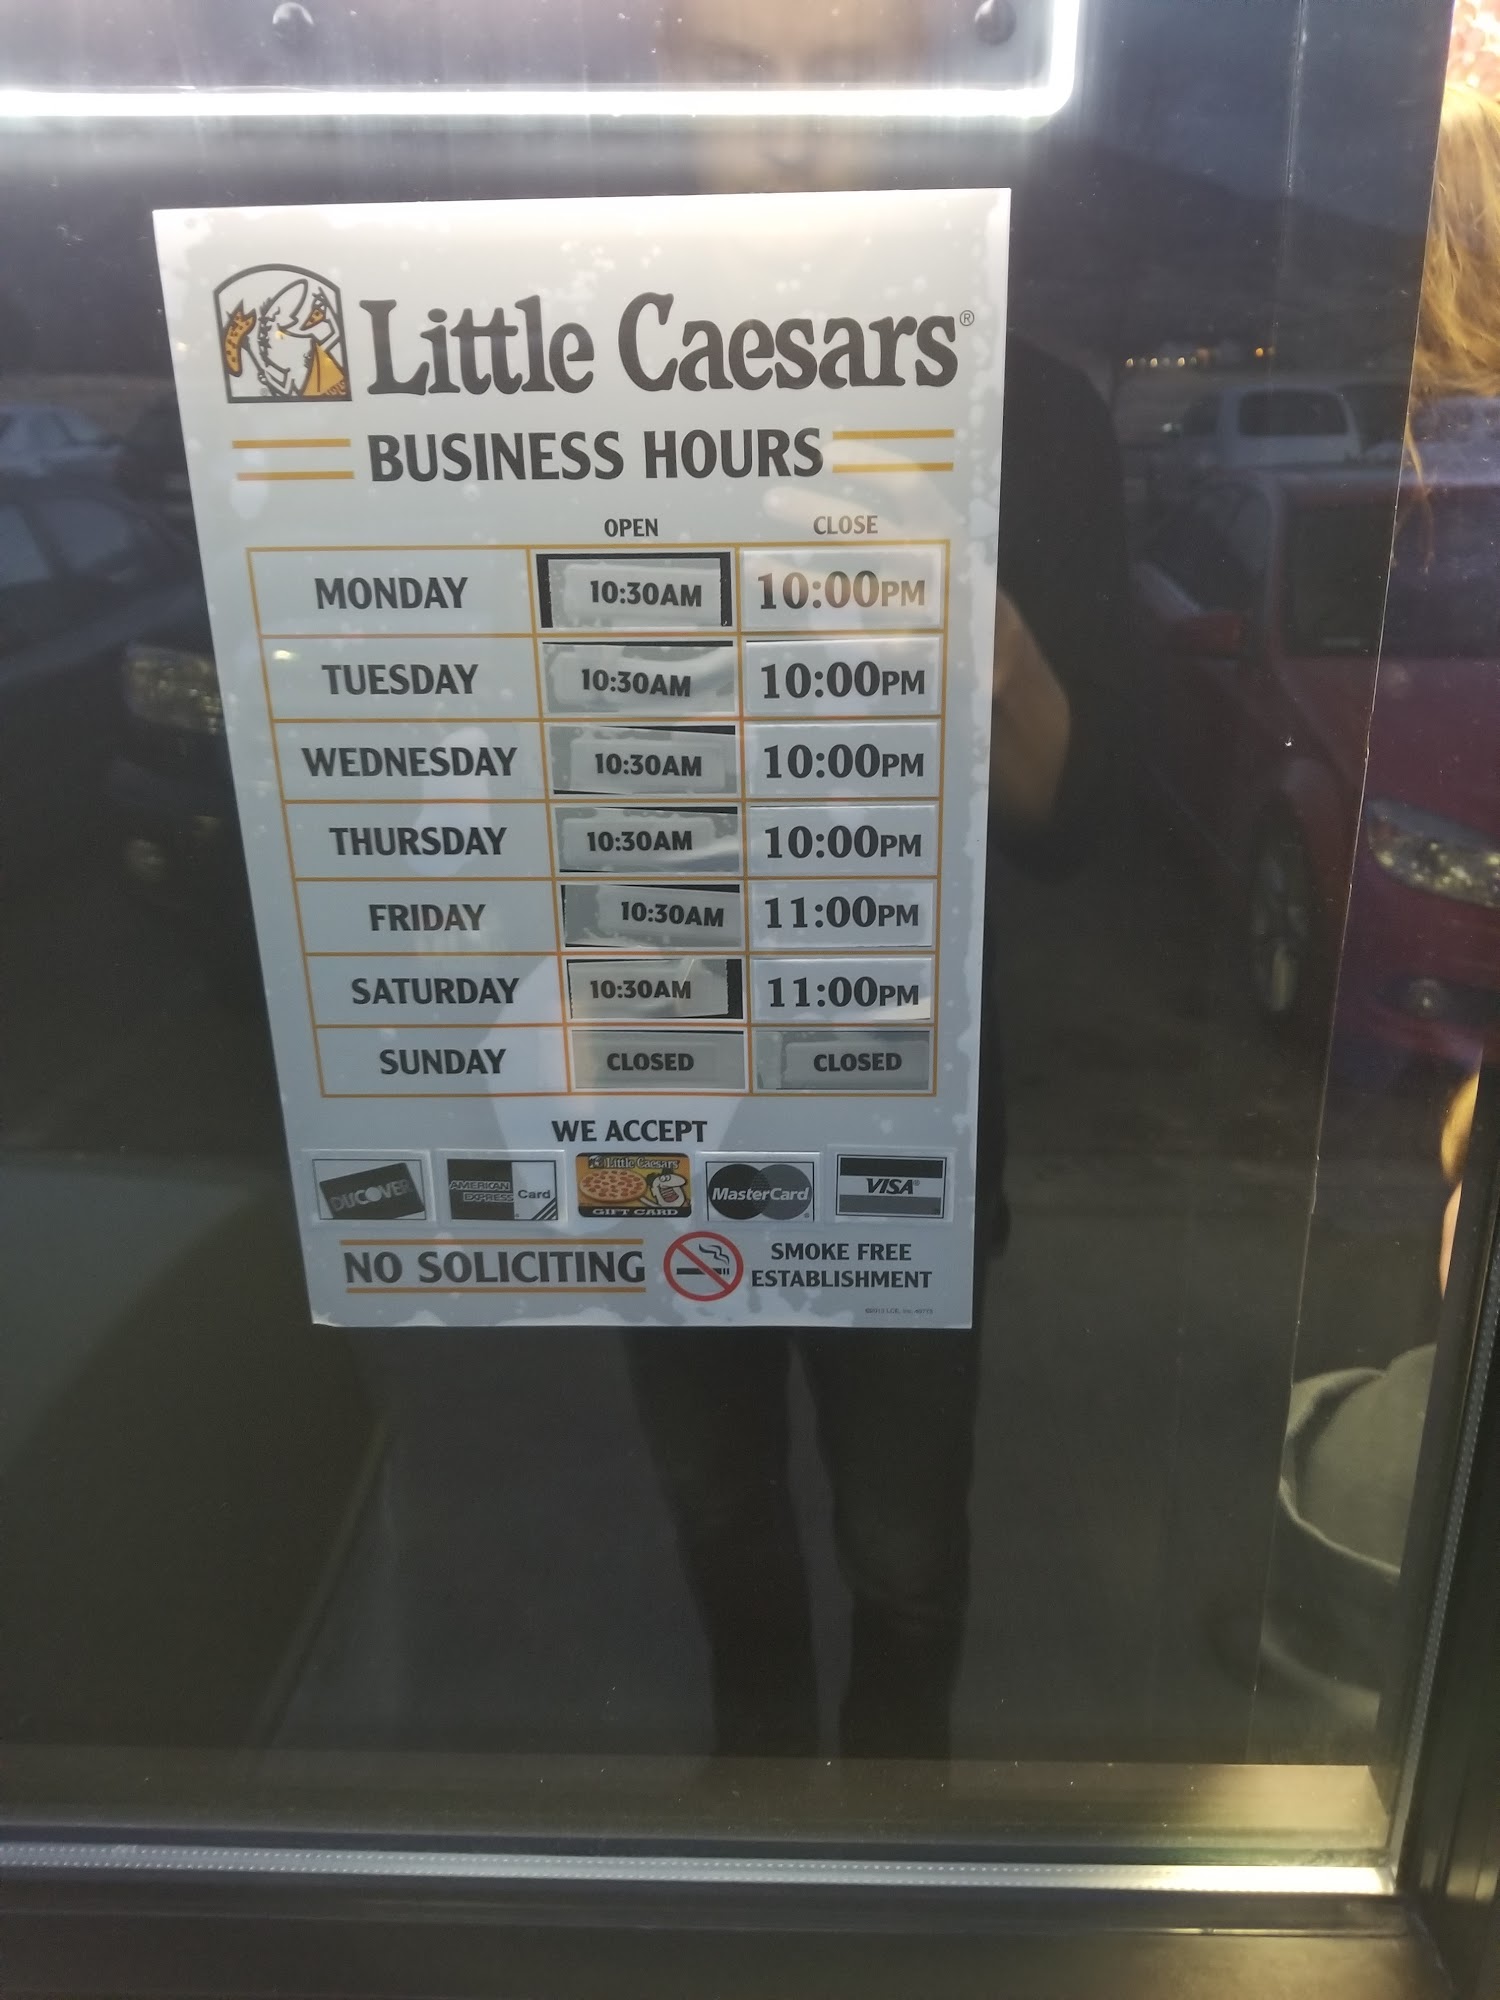 Little Caesars®
BUSINESS HOURS
OPEN CLOSE
MONDAY 10:30AM 10:00PM
TUESDAY 10:30AM 10:00PM
WEDNESDAY 10:30AM 10:00PM
THURSDAY 10:30AM 10:00PM
FRIDAY 10:30AM 11:00PM
SATURDAY 10:30AM 11:00PM
SUNDAY CLOSED CLOSED
WE ACCEPT
DISCOVER
AMERICAN EXPRESS Card
Little Caesars
GIFT CARD
MasterCard
VISA®
NO SOLICITING
SMOKE FREE
ESTABLISHMENT